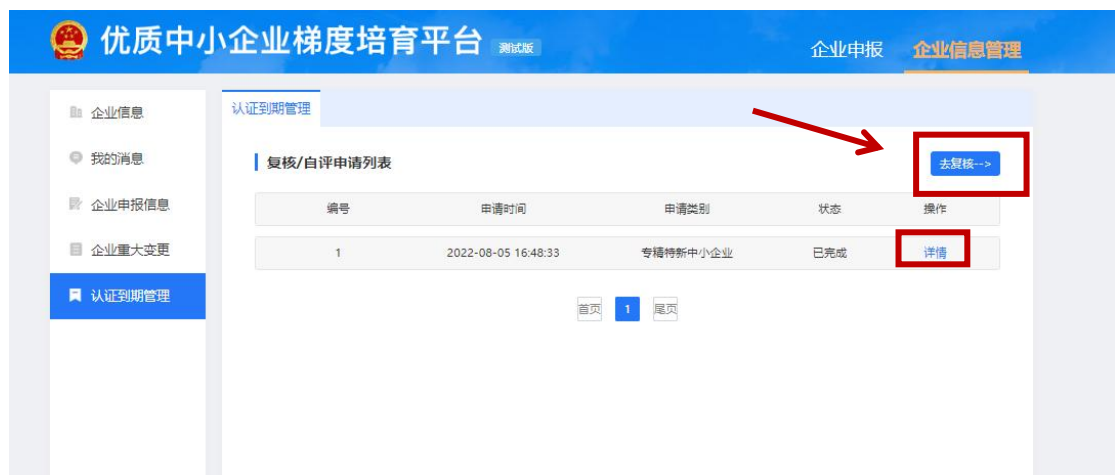 优质中小企业梯度培育平台 测试版 企业申报 企业信息管理
企业信息
我的消息
企业申报信息
企业重大变更
认证到期管理
认证到期管理
复核/自评申请列表
去复核-->
编号 申请时间 申请类别 状态 操作
1 2022-08-05 16:48:33 专精特新中小企业 已完成 详情
首页 1 尾页